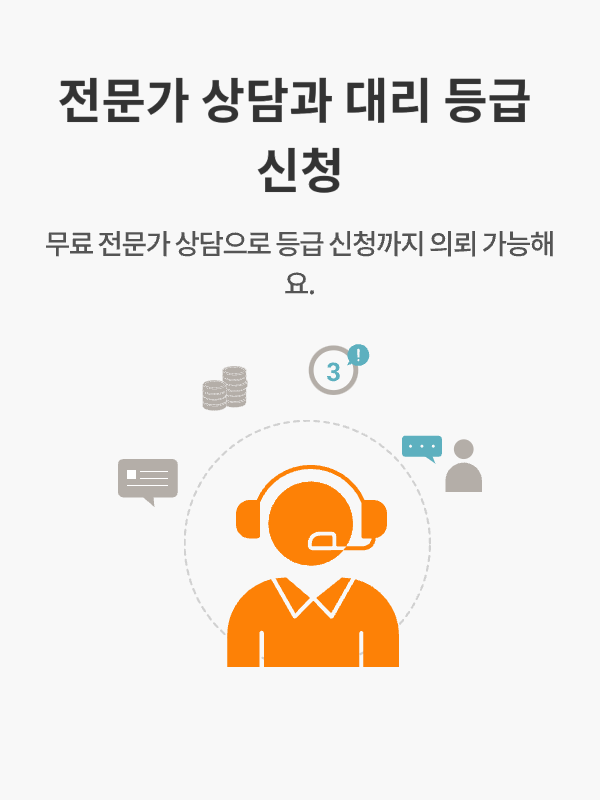 전문가 상담과 대리 등급
신청
무료 전문가 상담으로 등급 신청까지 의뢰 가능해
요.
3
!